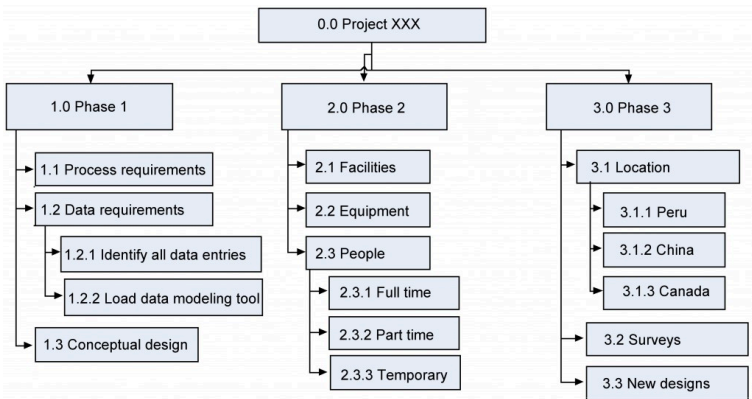 0.0 Project XXX
1.0 Phase 1
1.1 Process requirements
1.2 Data requirements
1.2.1 Identify all data entries
1.2.2 Load data modeling tool
1.3 Conceptual design
2.0 Phase 2
2.1 Facilities
2.2 Equipment
2.3 People
2.3.1 Full time
2.3.2 Part time
2.3.3 Temporary
3.0 Phase 3
3.1 Location
3.1.1 Peru
3.1.2 China
3.1.3 Canada
3.2 Surveys
3.3 New designs